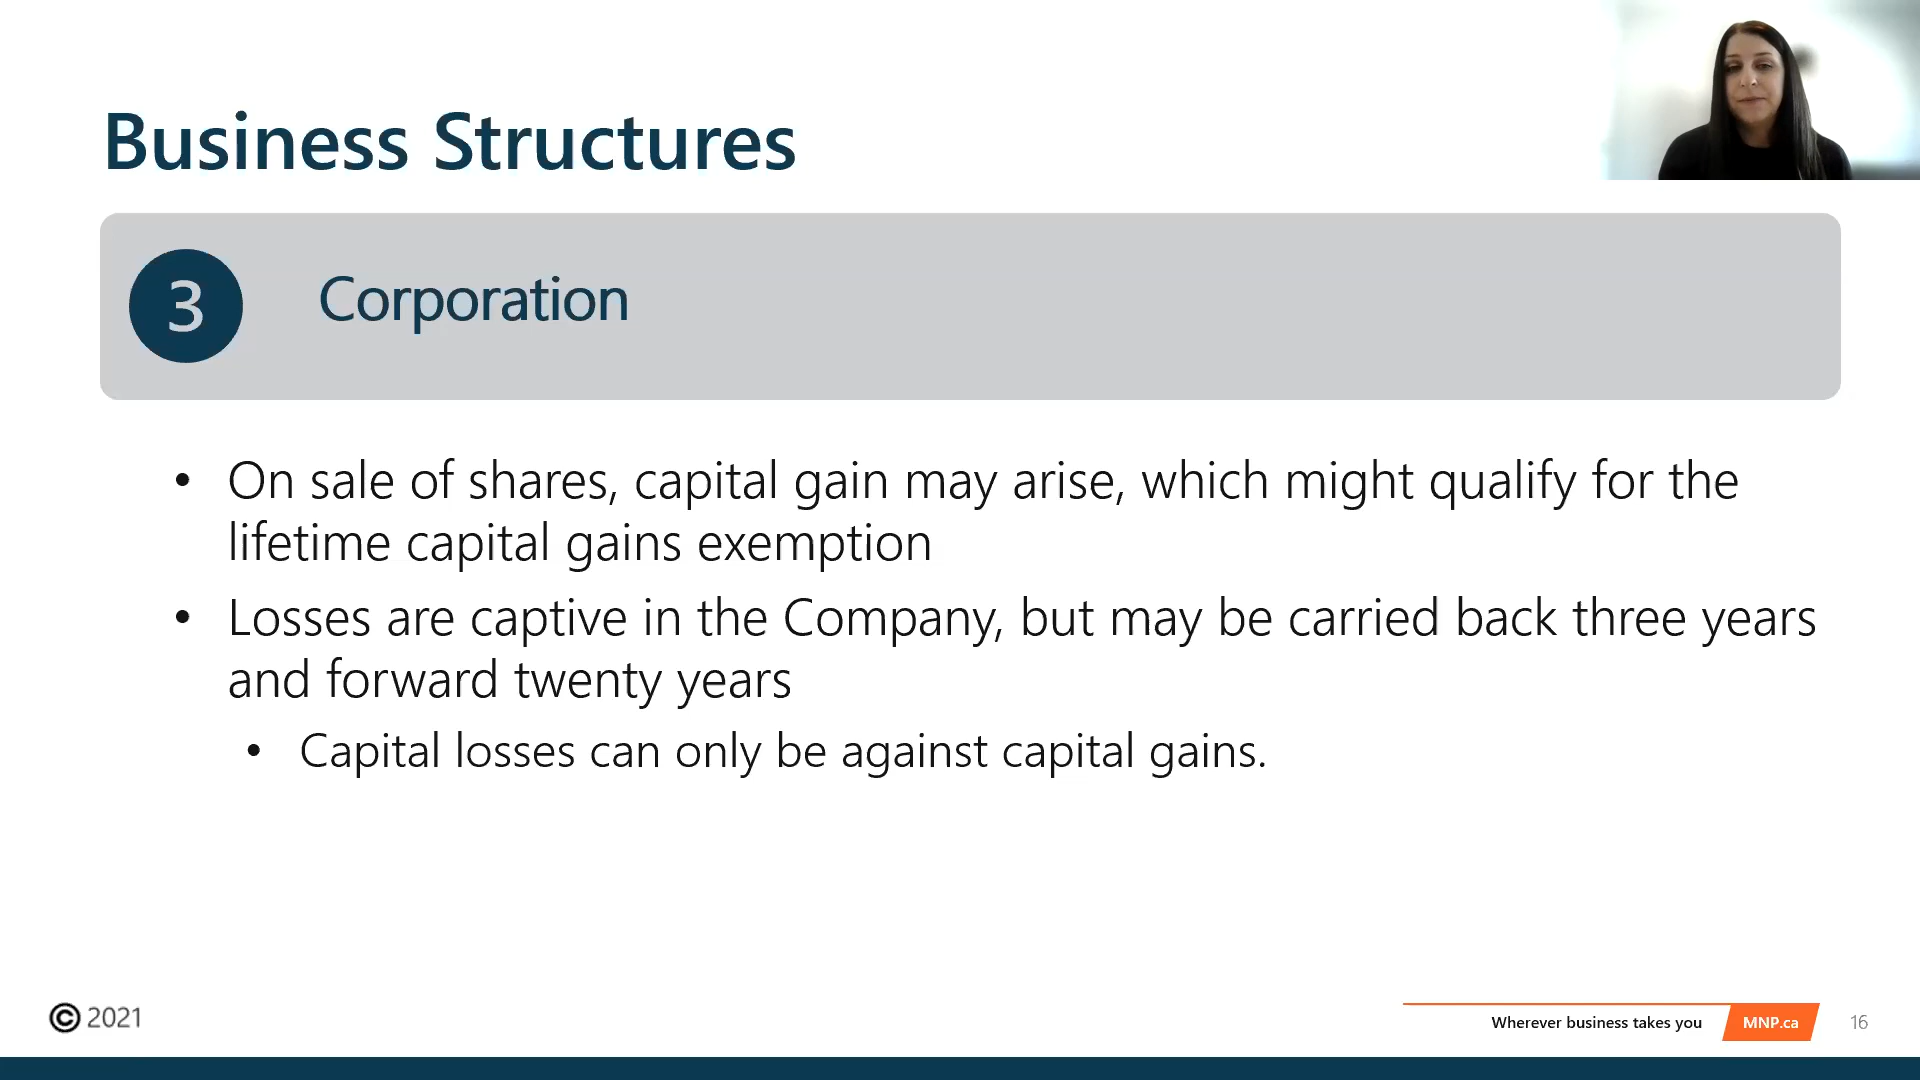 Business Structures
3
Corporation
• On sale of shares, capital gain may arise, which might qualify for the
lifetime capital gains exemption
• Losses are captive in the Company, but may be carried back three years
and forward twenty years
• Capital losses can only be against capital gains.
© 2021
Wherever business takes you
MNP.ca
16